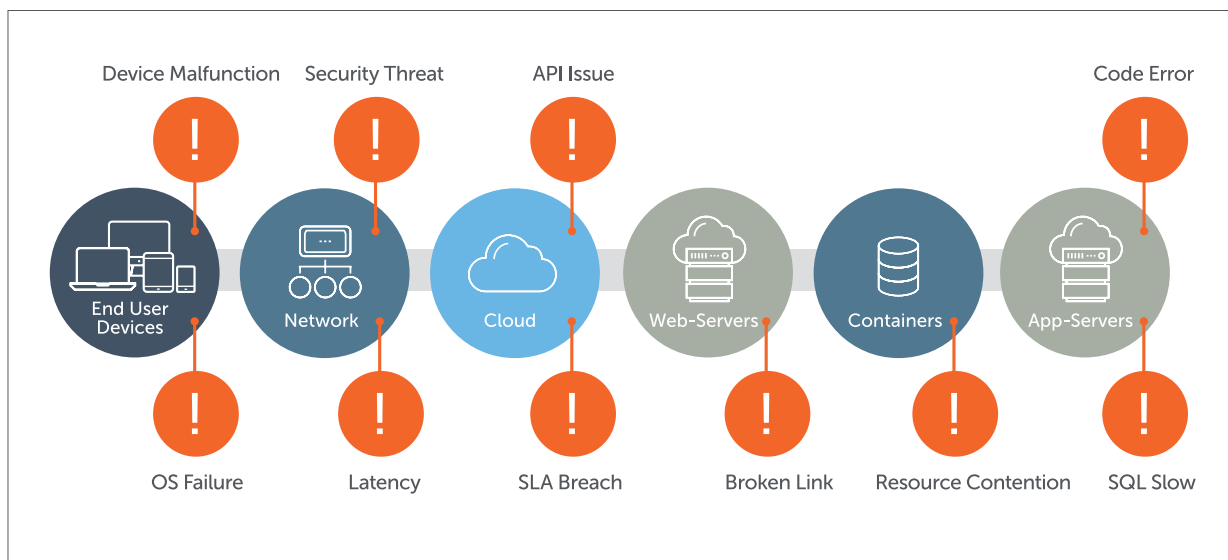 Device Malfunction
Security Threat
API Issue
Code Error
!
!
!
!
End User
Devices
Network
Cloud
Web-Servers
Containers
App-Servers
!
!
!
!
!
!
OS Failure
Latency
SLA Breach
Broken Link
Resource Contention
SQL Slow